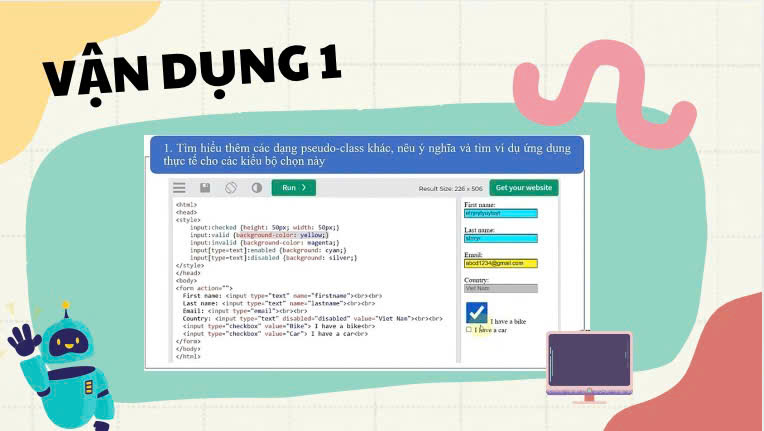 VẬN DỤNG 1
1. Tìm hiểu thêm các dạng pseudo-class khác, nêu ý nghĩa và tìm ví dụ ứng dụng
thực tế cho các kiểu bộ chọn này
Run >
Result Size: 226 x 506
Get your website
<html>
<head>
<style>
input:checked {height: 50px; width: 50px;}
input:valid {background-color: yellow;}
input:invalid {background-color: magenta;}
input[type=text]:enabled {background: cyan;}
input[type=text]:disabled {background: silver;}
</style>
</head>
<body>
<form action="">
First name: <input type="text" name="firstname"><br><br>
Last name: <input type="text" name="lastname"><br><br>
Email: <input type="email"><br><br>
Country: <input type="text" disabled="disabled" value="Viet Nam"><br><br>
<input type="checkbox" value="Bike"> I have a bike<br>
<input type="checkbox" value="Car"> I have a car<br>
</form>
</body>
</html>
First name:
Last name:
Email:
abcd1234@gmail.com
Country:
Viet Nam
I have a bike
I have a car